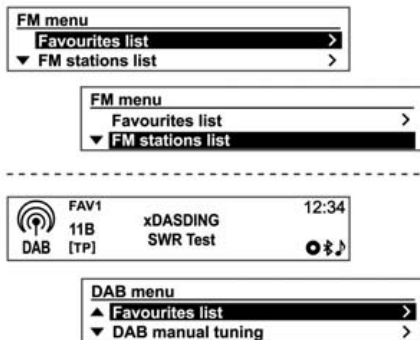 FM menu
Favourites list >
▼ FM stations list >
FM menu
Favourites list >
▼ FM stations list
FAV1
12:34
11B
xDASDING
DAB [TP]
SWR Test
DAB menu
▲ Favourites list >
▼ DAB manual tuning >